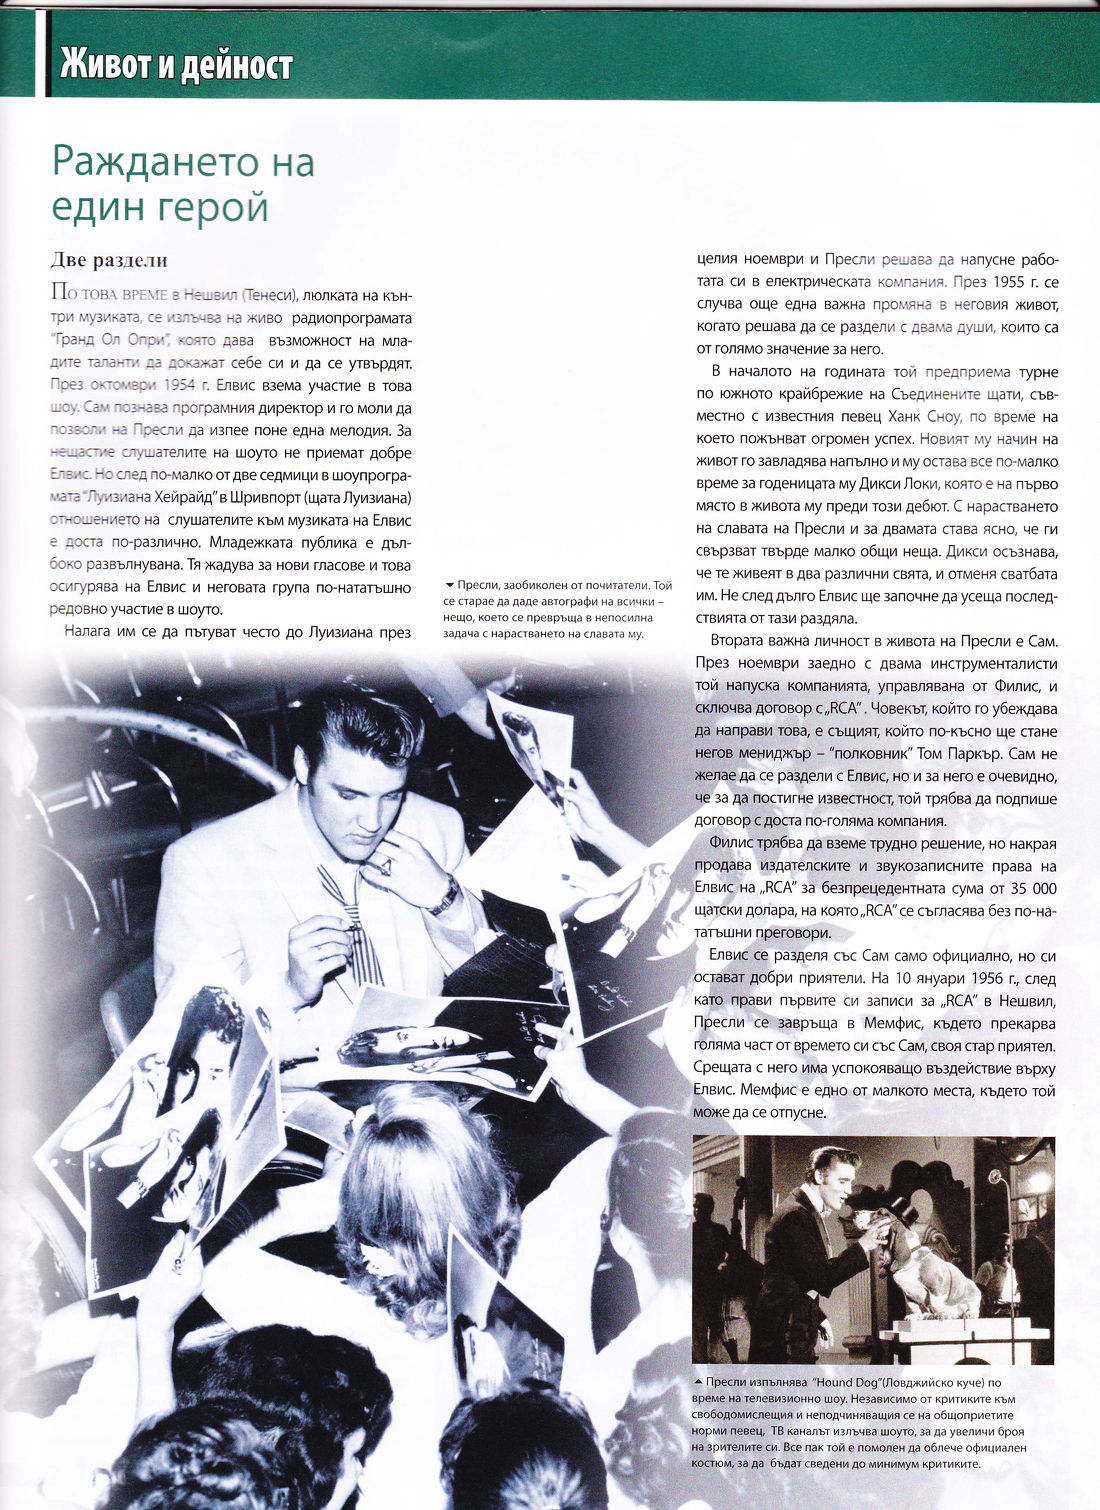 Живот и дейност
Раждането на
един герой
Две раздели
По това време в Нешвил (Тенеси), люлката на кън-
три музиката, се излъчва на живо радиопрограмата
“Гранд Ол Опри”, която дава възможност на мла-
дите таланти да докажат себе си и да се утвърдят.
През октомври 1954 г. Елвис взема участие в това
шоу. Сам познава програмния директор и го моли да
позволи на Пресли да изпее поне една мелодия. За
нещастие слушателите на шоуто не приемат добре
Елвис. Но след по-малко от две седмици в шоупрогра-
мата “Луизиана Хейрайд” в Шривпорт (щата Луизиана)
отношението на слушателите към музиката на Елвис
е доста по-различно. Младежката публика е дъл-
боко развълнувана. Тя жадува за нови гласове и това
осигурява на Елвис и неговата група по-нататъшно
редовно участие в шоуто.
Налага им се да пътуват често до Луизиана през
Пресли, заобиколен от почитатели. Той
се старае да даде автографи на всички –
нещо, което се превръща в непосилна
задача с нарастването на славата му.
целия ноември и Пресли решава да напусне рабо-
тата си в електрическата компания. През 1955 г. се
случва още една важна промяна в неговия живот,
когато решава да се раздели с двама души, които са
от голямо значение за него.
В началото на годината той предприема турне
по южното крайбрежие на Съединените щати, съв-
местно с известния певец Ханк Сноу, по време на
което пожънват огромен успех. Новият му начин на
живот го завладява напълно и му остава все по-малко
време за годеницата му Дикси Локи, която е на първо
място в живота му преди този дебют. С нарастването
на славата на Пресли и за двамата става ясно, че ги
свързват твърде малко общи неща. Дикси осъзнава,
че те живеят в два различни свята, и отменя сватбата
им. Не след дълго Елвис ще започне да усеща послед-
ствията от тази раздяла.
Втората важна личност в живота на Пресли е Сам.
През ноември заедно с двама инструменталисти
той напуска компанията, управлявана от Филис, и
сключва договор с „RCA” . Човекът, който го убеждава
да направи това, е същият, който по-късно ще стане
негов мениджър – “полковник” Том Паркър. Сам не
желае да се раздели с Елвис, но и за него е очевидно,
че за да постигне известност, той трябва да подпише
договор с доста по-голяма компания.
Филис трябва да вземе трудно решение, но накрая
продава издателските и звукозаписните права на
Елвис на „RCA” за безпрецедентната сума от 35 000
щатски долара, на която „RCA” се съгласява без по-на-
татъшни преговори.
Елвис се разделя със Сам само официално, но си
остават добри приятели. На 10 януари 1956 г., след
като прави първите си записи за „RCA” в Нешвил,
Пресли се завръща в Мемфис, където прекарва
голяма част от времето си със Сам, своя стар приятел.
Срещата с него има успокояващо въздействие върху
Елвис. Мемфис е едно от малкото места, където той
може да се отпусне.
Пресли изпълнява “Hound Dog”(Ловджийско куче) по
време на телевизионно шоу. Независимо от критиките към
свободомислещия и неподчиняващия се на общоприетите
норми певец, ТВ каналът излъчва шоуто, за да увеличи броя
на зрителите си. Все пак той е помолен да облече официален
костюм, за да бъдат сведени до минимум критиките.